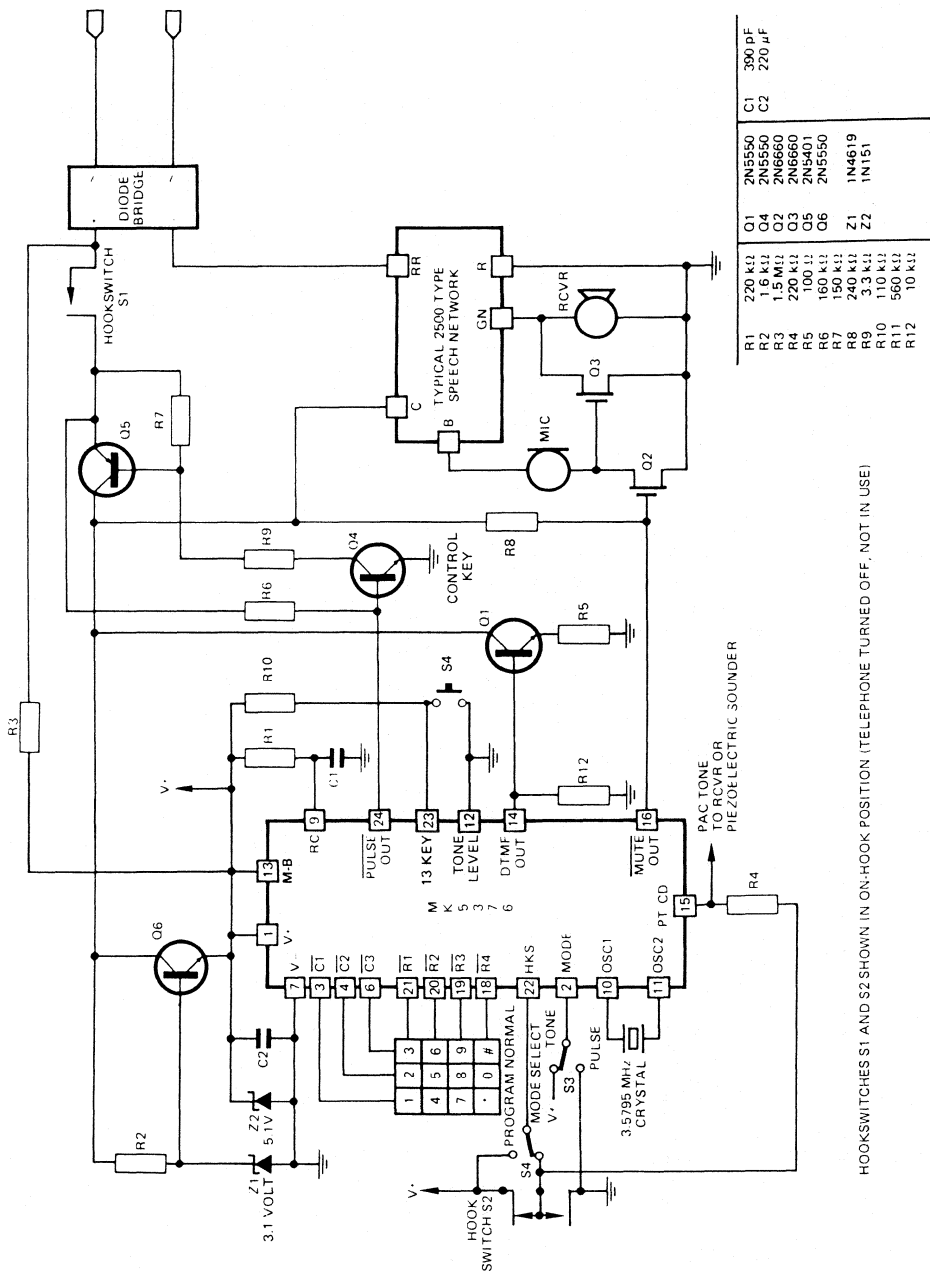 DIODE
BRIDGE
HOOKSWITCH
S1
Q5
R7
R3
R9
Q4
R6
CONTROL
KEY
C
RR
TYPICAL 2500 TYPE
SPEECH NETWORK
B
GN
R
RCVR
MIC
Q3
Q2
R8
V+
R10
R1
C1
S4
Q1
R5
R12
Q6
13
M-B
1
V+
9
RC
24
PULSE
OUT
23
13 KEY
12
TONE
LEVEL
14
DTMF
OUT
16
MUTE
OUT
15
PT CD
M
K
5
3
7
6
PAC TONE
TO RCVR OR
PIEZOELECTRIC SOUNDER
R4
7 V-
3 C1
4 C2
6 C3
21 R1
20 R2
19 R3
18 R4
22 HKS
2 MODE
10 OSC1
11 OSC2
C2
Z2
5.1V
R2
Z1
3.1 VOLT
1 2 3
4 5 6
7 8 9
* 0 #
PROGRAM NORMAL
MODE SELECT
TONE
V+
S3
PULSE
S4
V+
HOOK
SWITCH S2
3.5795 MHz
CRYSTAL
R1 220 kΩ Q1 2N5550 C1 390 pF
R2 1.6 kΩ Q4 2N5550 C2 220 μF
R3 1.5 MΩ Q2 2N6660
R4 220 kΩ Q3 2N6660
R5 100 Ω Q5 2N5401
R6 160 kΩ Q6 2N5550
R7 150 kΩ
R8 240 kΩ Z1 1N4619
R9 3.3 kΩ Z2 1N151
R10 110 kΩ
R11 560 kΩ
R12 10 kΩ
HOOKSWITCHES S1 AND S2 SHOWN IN ON-HOOK POSITION (TELEPHONE TURNED OFF, NOT IN USE)